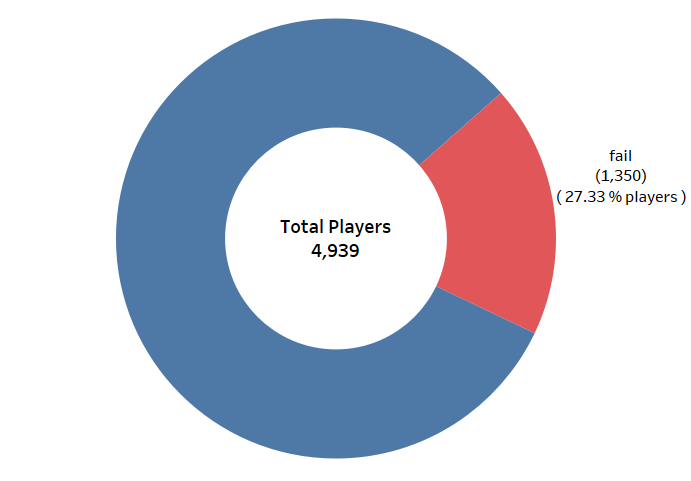 Total Players
4,939
fail
(1,350)
( 27.33 % players )